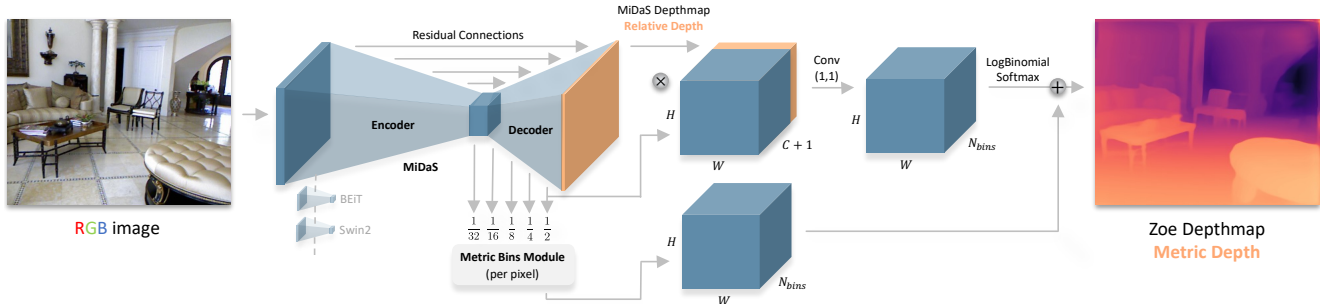 RGB image
Residual Connections
Encoder
Decoder
MiDaS
BEiT
Swin2
1/32
1/16
1/8
1/4
1/2
Metric Bins Module
(per pixel)
MiDaS Depthmap
Relative Depth
×
H
W
C + 1
Conv
(1,1)
H
W
N_bins
LogBinomial
Softmax
+
H
W
N_bins
Zoe Depthmap
Metric Depth